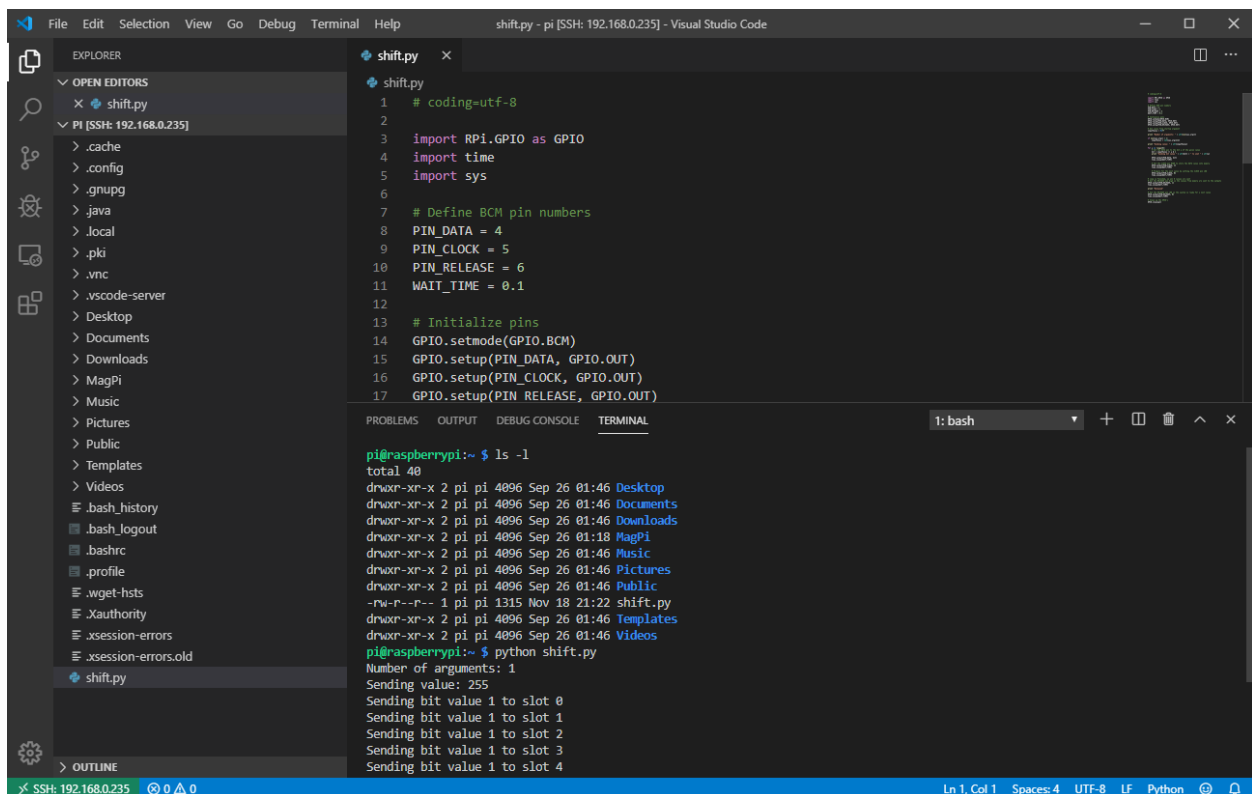 File Edit Selection View Go Debug Terminal Help shift.py - pi [SSH: 192.168.0.235] - Visual Studio Code
EXPLORER
OPEN EDITORS
shift.py
PI [SSH: 192.168.0.235]
.cache
.config
.gnupg
.java
.local
.pki
.vnc
.vscode-server
Desktop
Documents
Downloads
MagPi
Music
Pictures
Public
Templates
Videos
.bash_history
.bash_logout
.bashrc
.profile
.wget-hsts
.Xauthority
.xsession-errors
.xsession-errors.old
shift.py
OUTLINE
shift.py
shift.py
1 # coding=utf-8
2
3 import RPi.GPIO as GPIO
4 import time
5 import sys
6
7 # Define BCM pin numbers
8 PIN_DATA = 4
9 PIN_CLOCK = 5
10 PIN_RELEASE = 6
11 WAIT_TIME = 0.1
12
13 # Initialize pins
14 GPIO.setmode(GPIO.BCM)
15 GPIO.setup(PIN_DATA, GPIO.OUT)
16 GPIO.setup(PIN_CLOCK, GPIO.OUT)
17 GPIO.setup(PIN_RELEASE, GPIO.OUT)
PROBLEMS OUTPUT DEBUG CONSOLE TERMINAL 1: bash
pi@raspberrypi:~ $ ls -l
total 40
drwxr-xr-x 2 pi pi 4096 Sep 26 01:46 Desktop
drwxr-xr-x 2 pi pi 4096 Sep 26 01:46 Documents
drwxr-xr-x 2 pi pi 4096 Sep 26 01:46 Downloads
drwxr-xr-x 2 pi pi 4096 Sep 26 01:18 MagPi
drwxr-xr-x 2 pi pi 4096 Sep 26 01:46 Music
drwxr-xr-x 2 pi pi 4096 Sep 26 01:46 Pictures
drwxr-xr-x 2 pi pi 4096 Sep 26 01:46 Public
-rw-r--r-- 1 pi pi 1315 Nov 18 21:22 shift.py
drwxr-xr-x 2 pi pi 4096 Sep 26 01:46 Templates
drwxr-xr-x 2 pi pi 4096 Sep 26 01:46 Videos
pi@raspberrypi:~ $ python shift.py
Number of arguments: 1
Sending value: 255
Sending bit value 1 to slot 0
Sending bit value 1 to slot 1
Sending bit value 1 to slot 2
Sending bit value 1 to slot 3
Sending bit value 1 to slot 4
SSH: 192.168.0.235 0 0 Ln 1, Col 1 Spaces: 4 UTF-8 LF Python